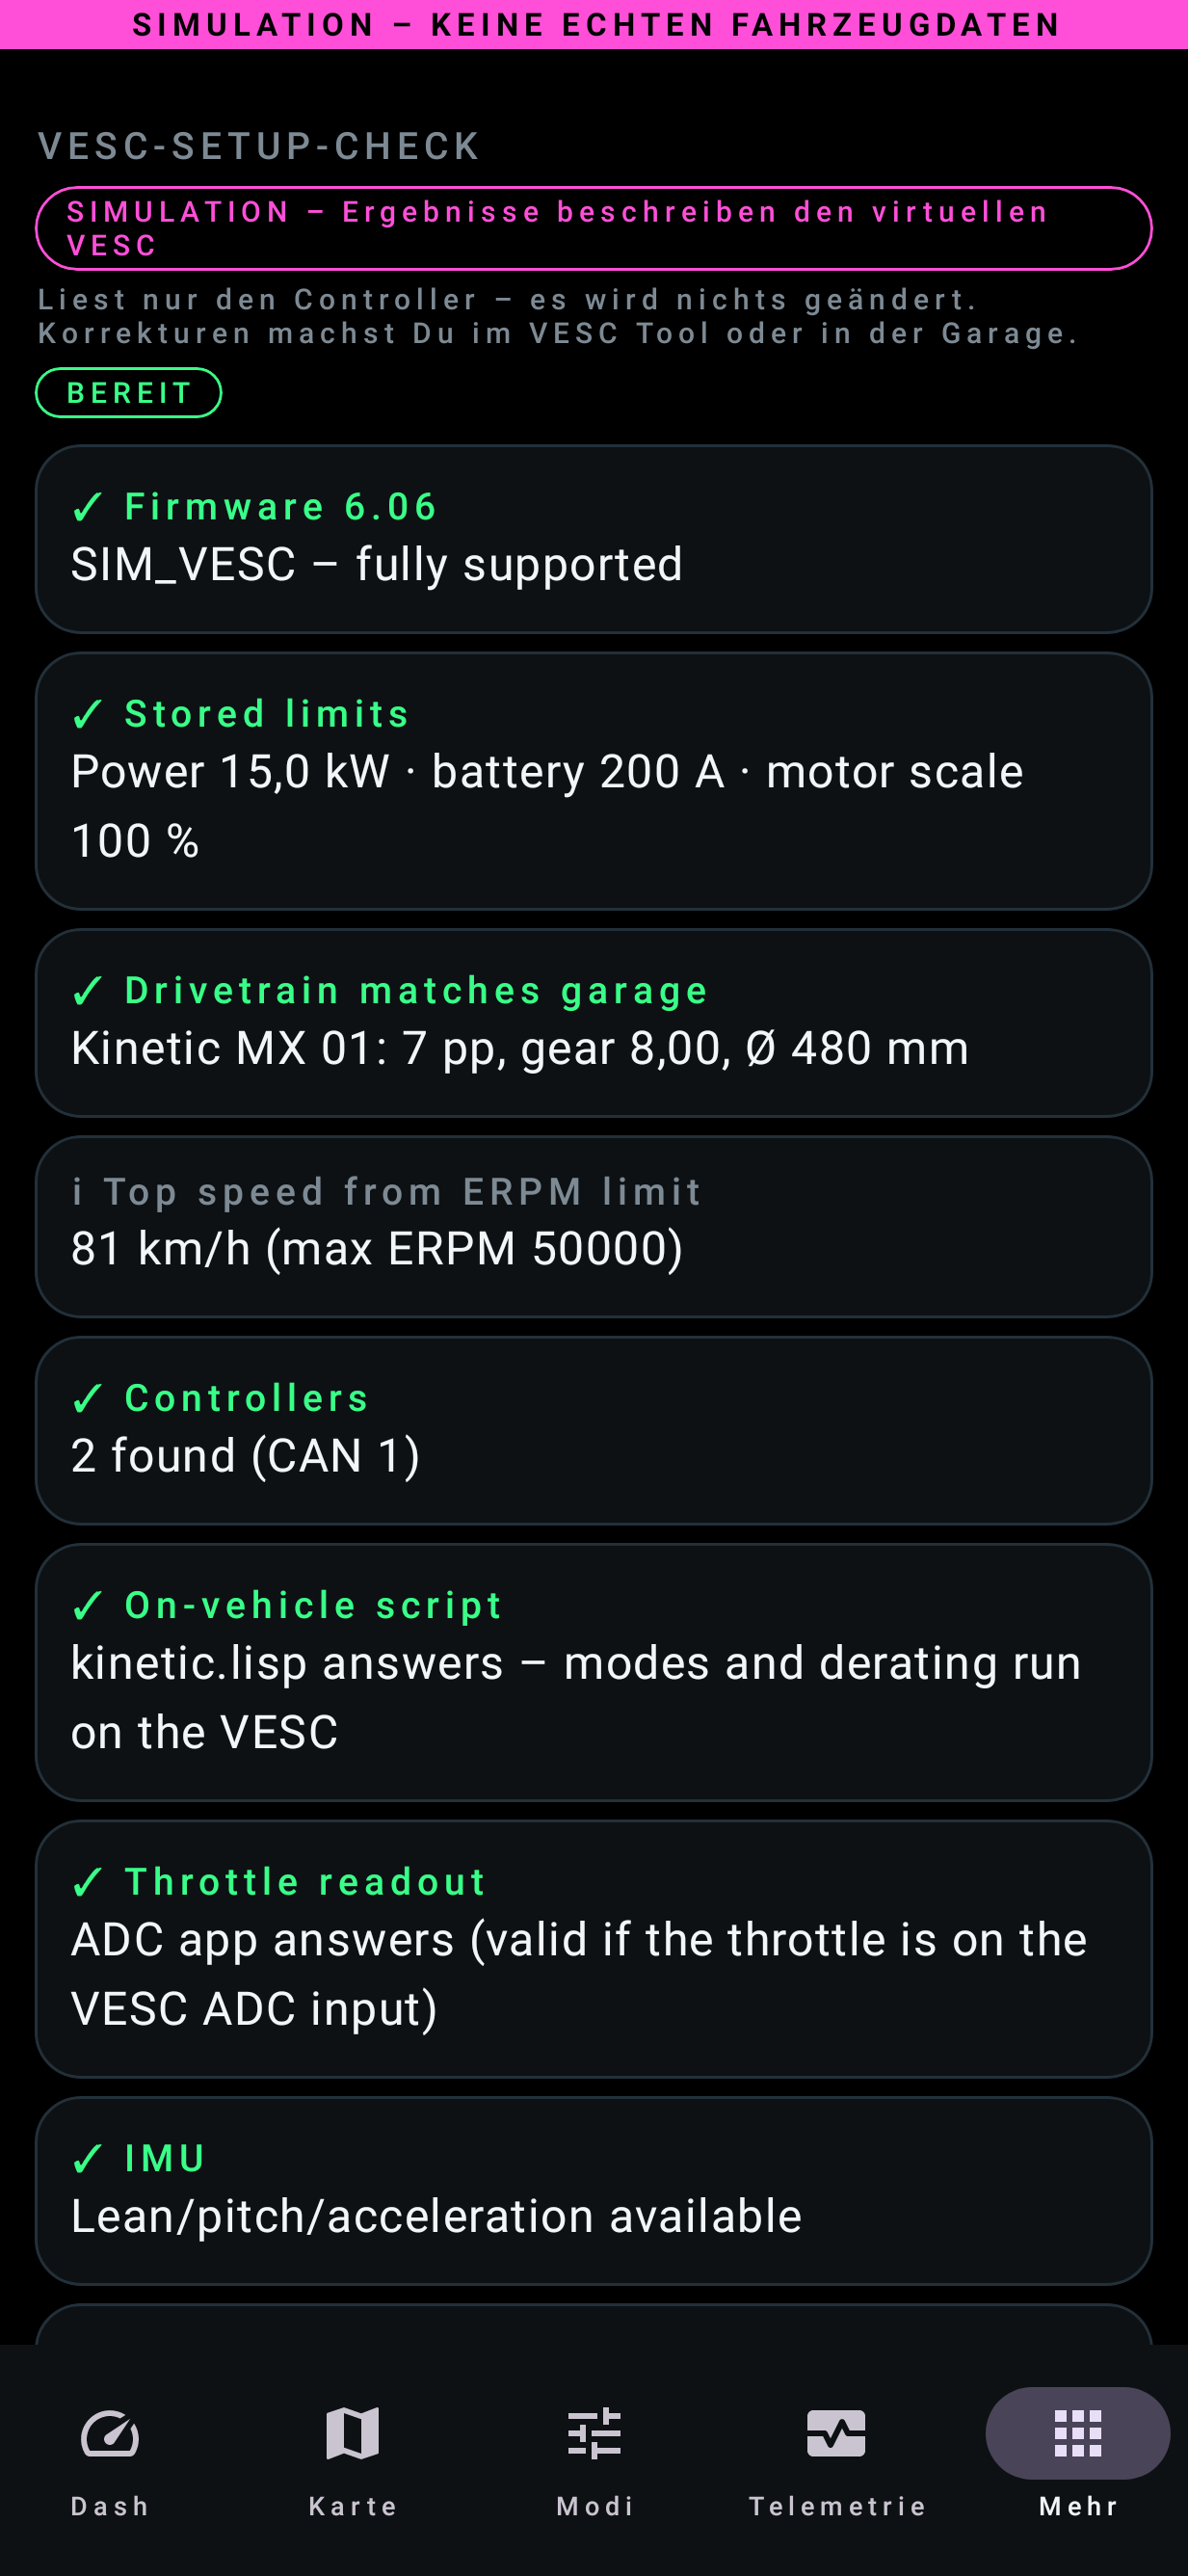 SIMULATION – KEINE ECHTEN FAHRZEUGDATEN
VESC-SETUP-CHECK
SIMULATION – Ergebnisse beschreiben den virtuellen
VESC
Liest nur den Controller – es wird nichts geändert.
Korrekturen machst Du im VESC Tool oder in der Garage.
BEREIT
✓ Firmware 6.06
SIM_VESC – fully supported
✓ Stored limits
Power 15,0 kW · battery 200 A · motor scale
100 %
✓ Drivetrain matches garage
Kinetic MX 01: 7 pp, gear 8,00, Ø 480 mm
i Top speed from ERPM limit
81 km/h (max ERPM 50000)
✓ Controllers
2 found (CAN 1)
✓ On-vehicle script
kinetic.lisp answers – modes and derating run
on the VESC
✓ Throttle readout
ADC app answers (valid if the throttle is on the
VESC ADC input)
✓ IMU
Lean/pitch/acceleration available
Dash
Karte
Modi
Telemetrie
Mehr